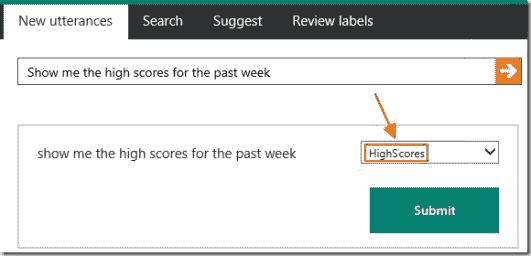 New utterances Search Suggest Review labels
Show me the high scores for the past week
show me the high scores for the past week HighScores
Submit